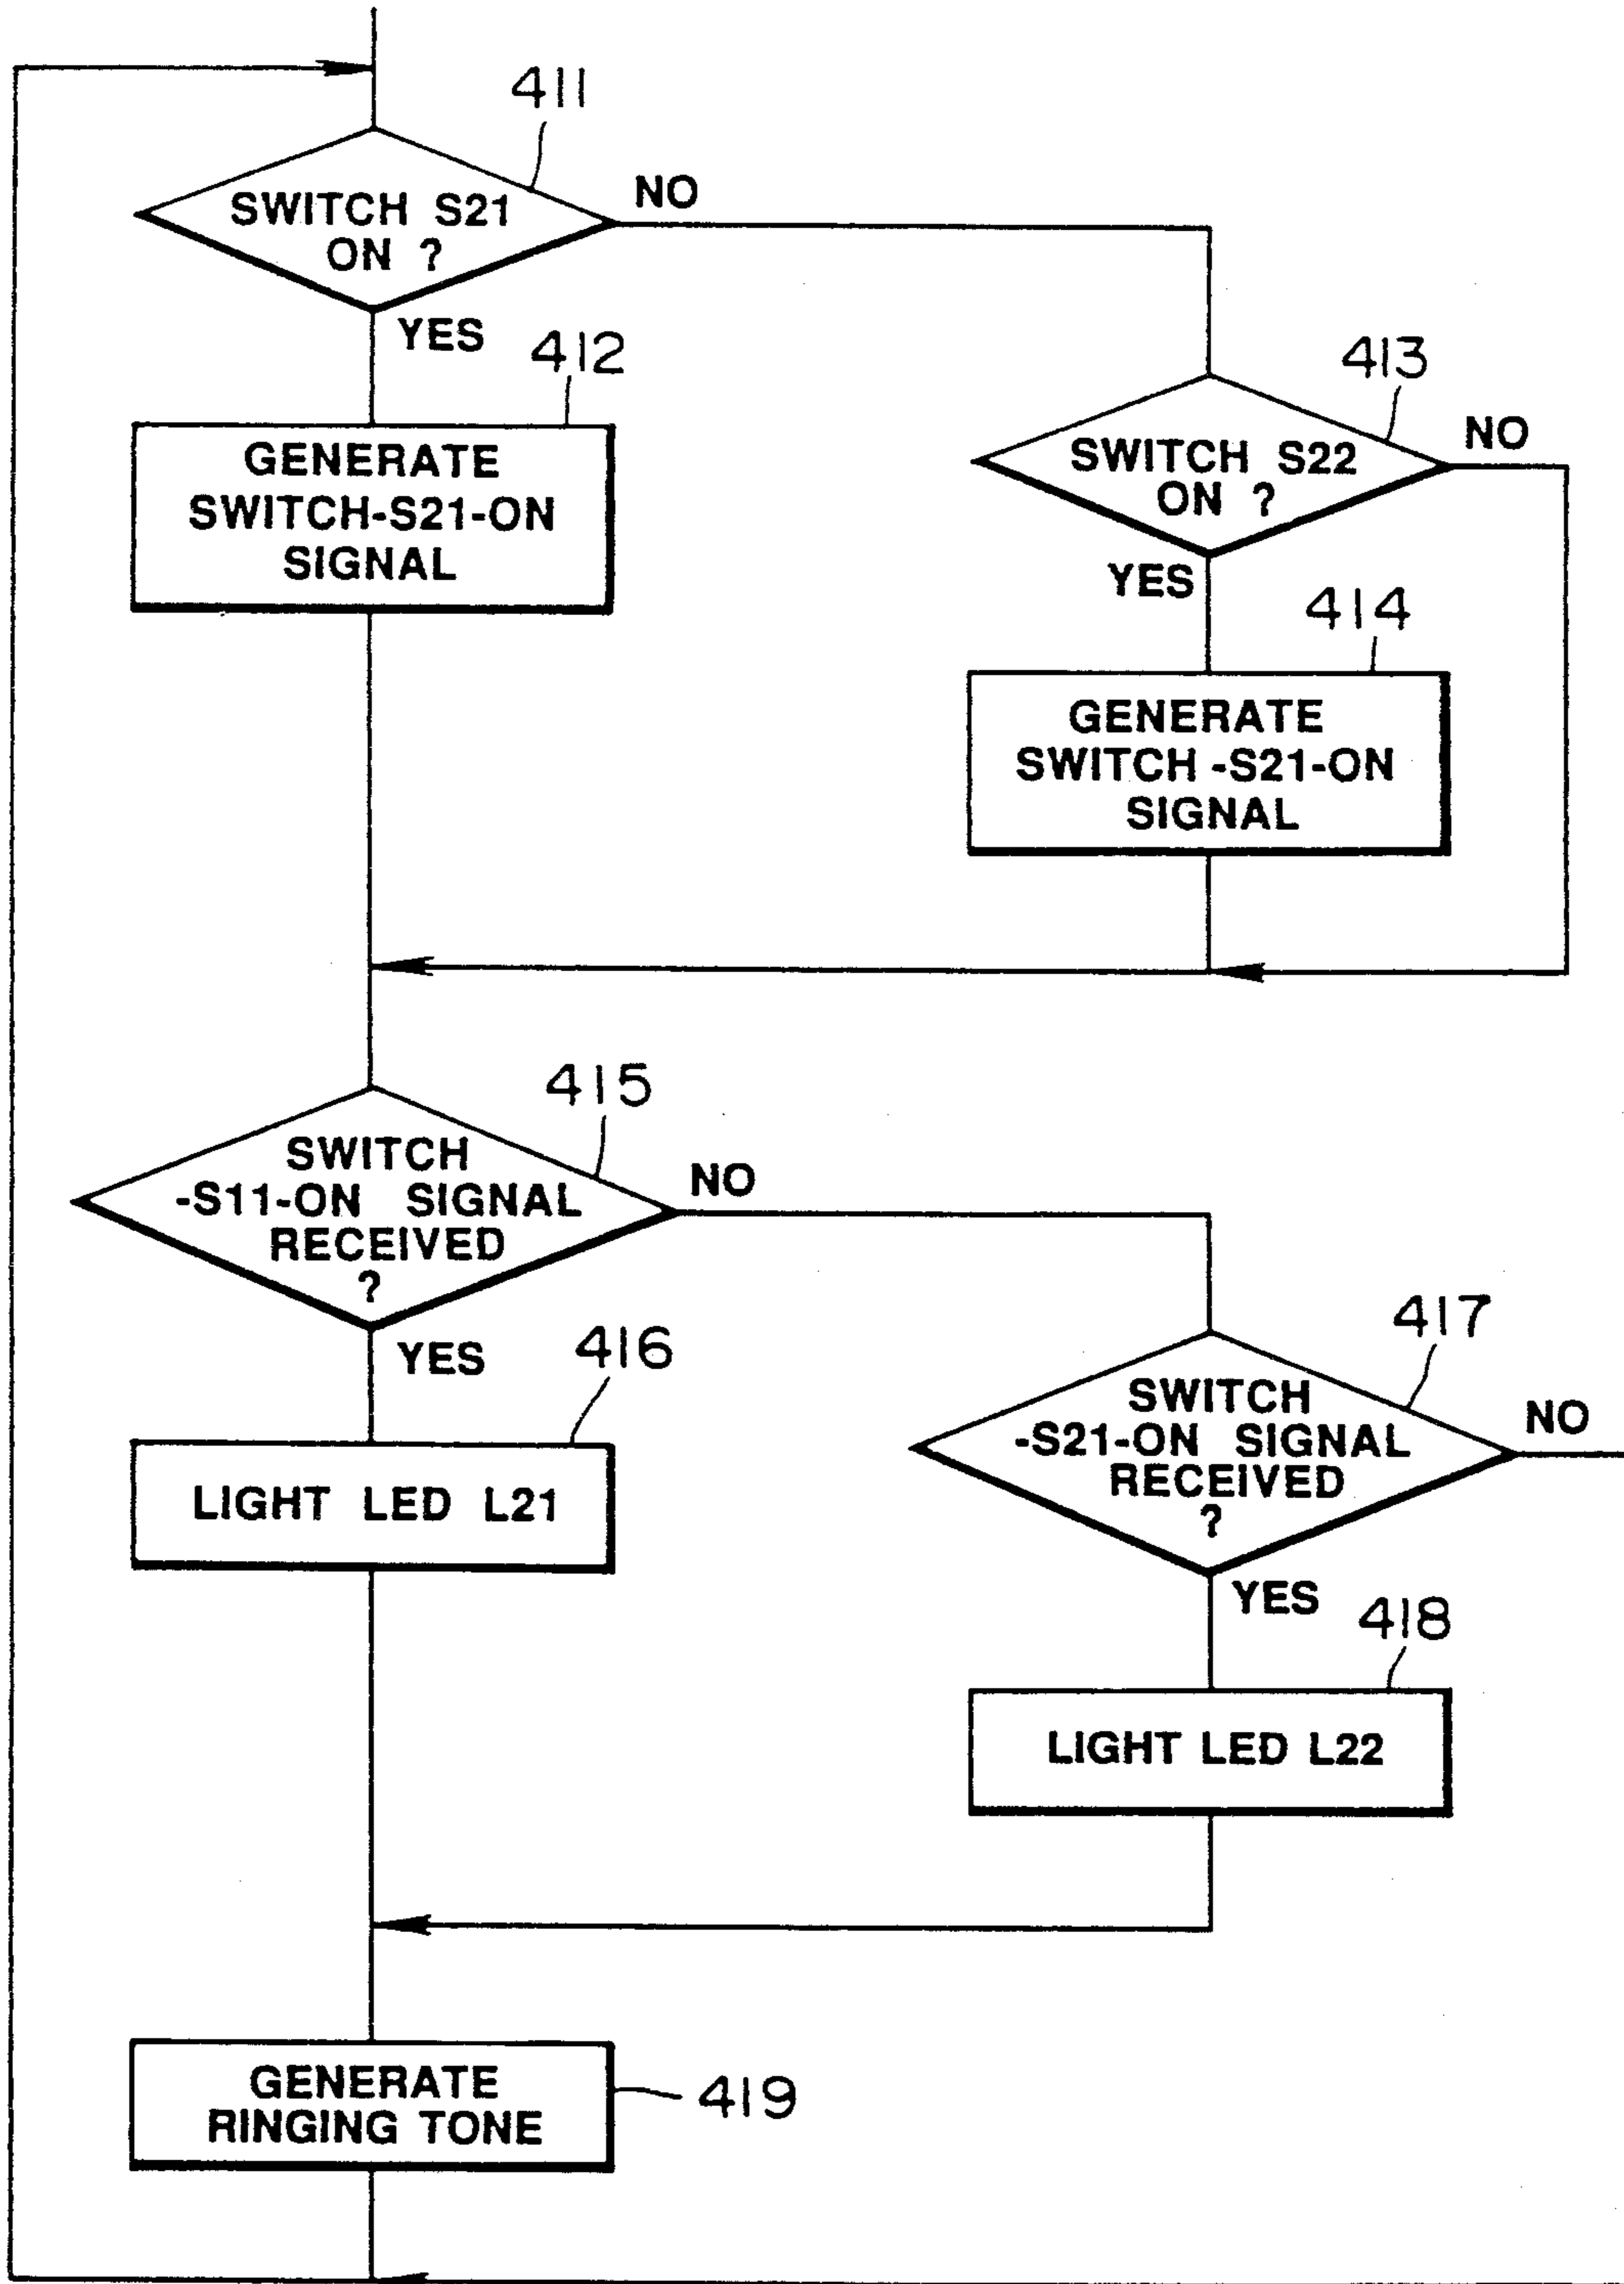 411
SWITCH S21
ON ?
NO
YES
412
GENERATE
SWITCH-S21-ON
SIGNAL
413
SWITCH S22
ON ?
NO
YES
414
GENERATE
SWITCH -S21-ON
SIGNAL
415
SWITCH
-S11-ON SIGNAL
RECEIVED
?
NO
YES
416
LIGHT LED L21
417
SWITCH
-S21-ON SIGNAL
RECEIVED
?
NO
YES
418
LIGHT LED L22
GENERATE
RINGING TONE
419